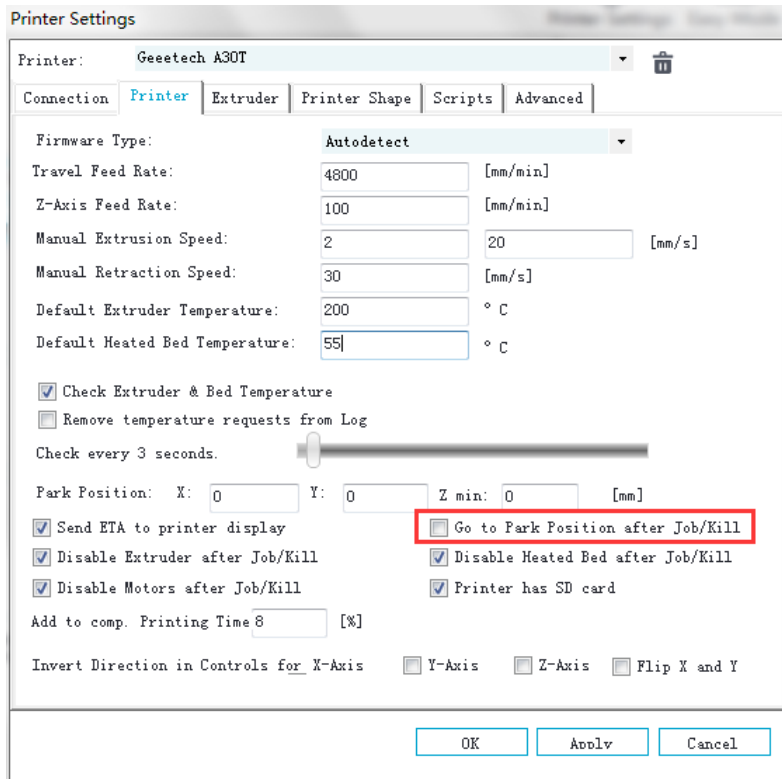 Printer Settings
Printer: Geeetech A30T
Connection Printer Extruder Printer Shape Scripts Advanced
Firmware Type: Autodetect
Travel Feed Rate: 4800 [mm/min]
Z-Axis Feed Rate: 100 [mm/min]
Manual Extrusion Speed: 2 20 [mm/s]
Manual Retraction Speed: 30 [mm/s]
Default Extruder Temperature: 200 ° C
Default Heated Bed Temperature: 55 ° C
Check Extruder & Bed Temperature
Remove temperature requests from Log
Check every 3 seconds.
Park Position: X: 0 Y: 0 Z min: 0 [mm]
Send ETA to printer display Go to Park Position after Job/Kill
Disable Extruder after Job/Kill Disable Heated Bed after Job/Kill
Disable Motors after Job/Kill Printer has SD card
Add to comp. Printing Time 8 [%]
Invert Direction in Controls for X-Axis Y-Axis Z-Axis Flip X and Y
OK Apply Cancel